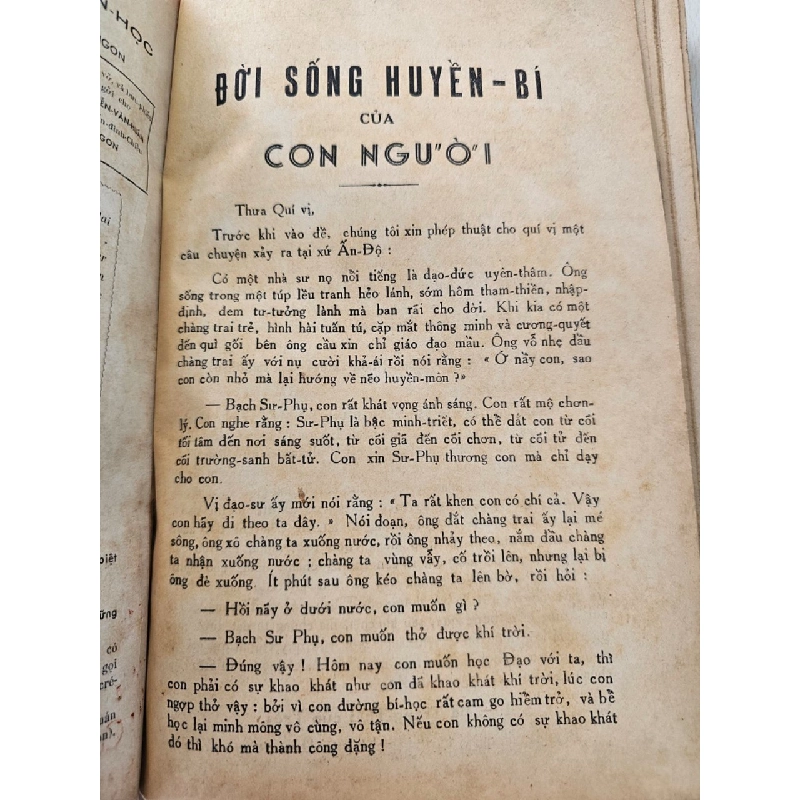 N-HỌC
GON
ĐỜI SỐNG HUYỀN-BÍ
CỦA
CON NGƯỜI
Thưa Quí vị,
Trước khi vào đề, chúng tôi xin phép thuật cho quí vị một
câu chuyện xảy ra tại xứ Ấn-Độ :
Có một nhà sư nọ nổi tiếng là đạo-đức uyên-thâm. Ông
sống trong một túp lều tranh hẻo lánh, sớm hôm tham-thiền, nhập-
định, đem tư-tưởng lành mà ban rải cho đời. Khi kia có một
chàng trai trẻ, hình hài tuấn tú, cặp mắt thông minh và cương-quyết
đến quì gối bên ông cầu xin chỉ giáo đạo mầu. Ông vỗ nhẹ đầu
chàng trai ấy với nụ cười khả-ái rồi nói rằng : « Ớ nầy con, sao
con còn nhỏ mà lại hướng về nẻo huyền-môn ?»
— Bạch Sư-Phụ, con rất khát vọng ánh sáng. Con rất mộ chơn-
lý. Con nghe rằng : Sư-Phụ là bậc minh-triết, có thể dắt con từ cõi
tối tăm đến nơi sáng suốt, từ cõi giả đến cõi chơn, từ cõi tử đến
cõi trường-sanh bất-tử. Con xin Sư-Phụ thương con mà chỉ dạy
cho con.
Vị đạo-sư ấy mới nói rằng : « Ta rất khen con có chí cả. Vậy
con hãy đi theo ta đây. » Nói đoạn, ông dắt chàng trai ấy lại mé
sông, ông xô chàng ta xuống nước, rồi ông nhảy theo, nắm đầu chàng
ta nhận xuống nước ; chàng ta vùng vẫy, cố trồi lên, nhưng lại bị
ông đè xuống. Ít phút sau ông kéo chàng ta lên bờ, rồi hỏi :
— Hồi nãy ở dưới nước, con muốn gì ?
— Bạch Sư Phụ, con muốn thở được khí trời.
— Đúng vậy ! Hôm nay con muốn học Đạo với ta, thì
con phải có sự khao khát như con đã khao khát khí trời, lúc con
ngợp thở vậy : bởi vì con đường bí-học rất cam go hiểm trở, và bể
học lại minh mông vô cùng, vô tận. Nếu con không có sự khao khát
đó thì khó mà thành công đặng !